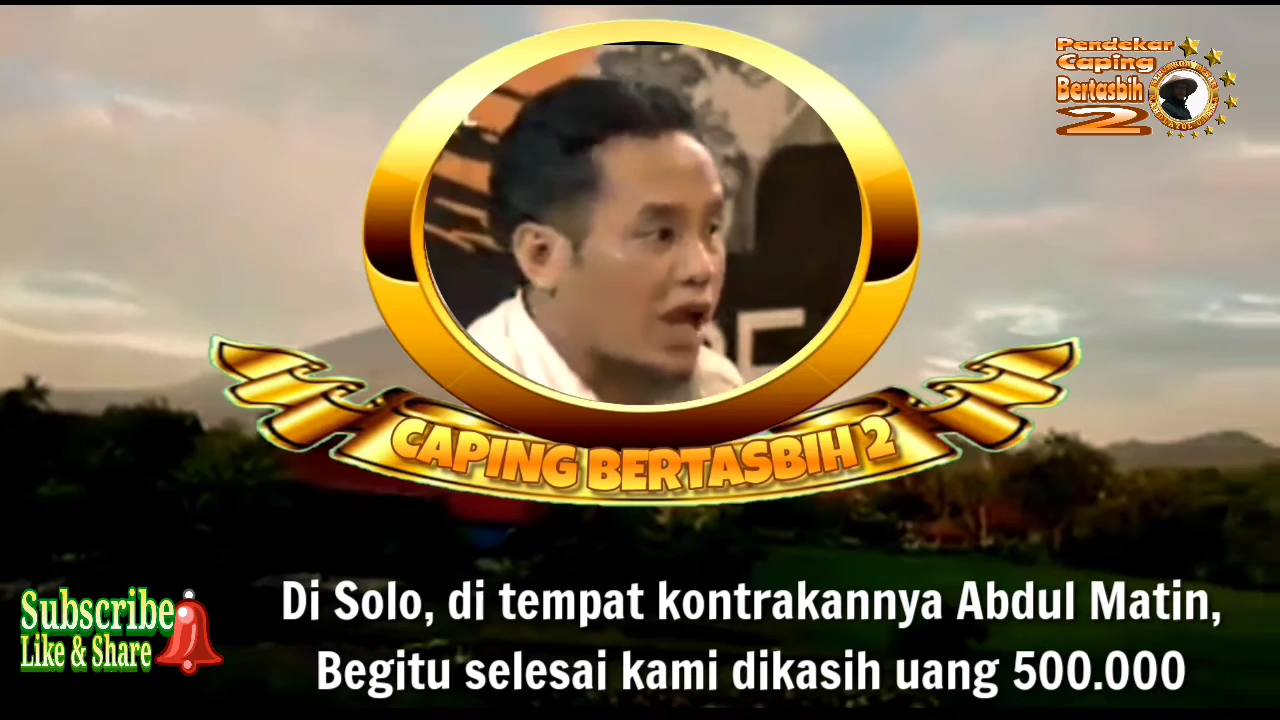 Pendekar
Caping
Bertasbih
2
CAPING BERTASBIH 2
Subscribe
Like & Share
Di Solo, di tempat kontrakannya Abdul Matin,
Begitu selesai kami dikasih uang 500.000